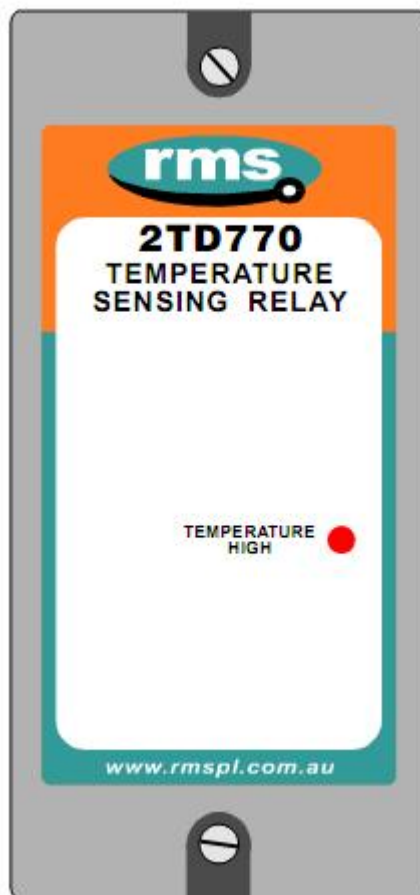 rms
2TD770
TEMPERATURE
SENSING RELAY
TEMPERATURE
HIGH
www.rmspl.com.au